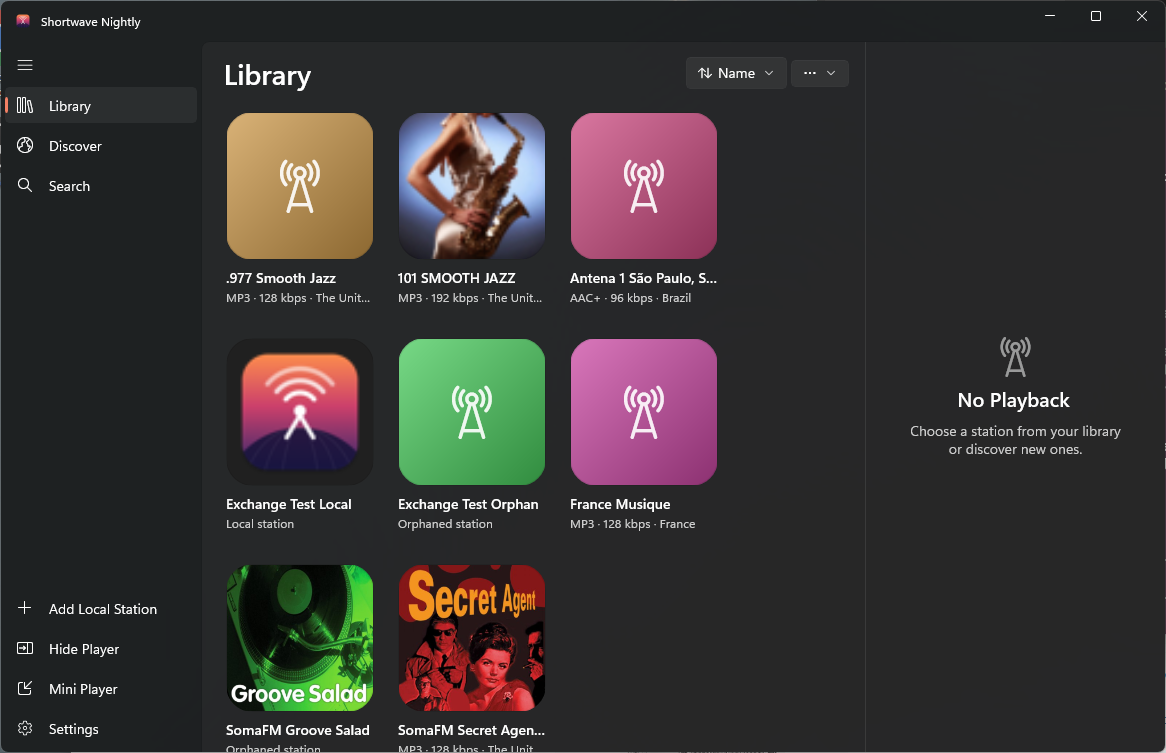 Shortwave Nightly
Library
Discover
Search
Add Local Station
Hide Player
Mini Player
Settings
Library
Name
.977 Smooth Jazz
MP3 · 128 kbps · The Unit...
101 SMOOTH JAZZ
MP3 · 192 kbps · The Unit...
Antena 1 São Paulo, S...
AAC+ · 96 kbps · Brazil
Exchange Test Local
Local station
Exchange Test Orphan
Orphaned station
France Musique
MP3 · 128 kbps · France
Groove Salad
SomaFM Groove Salad
Orphaned station
Secret Agent
SomaFM Secret Agen...
MP3 · 128 kbps · The Unit...
No Playback
Choose a station from your library
or discover new ones.